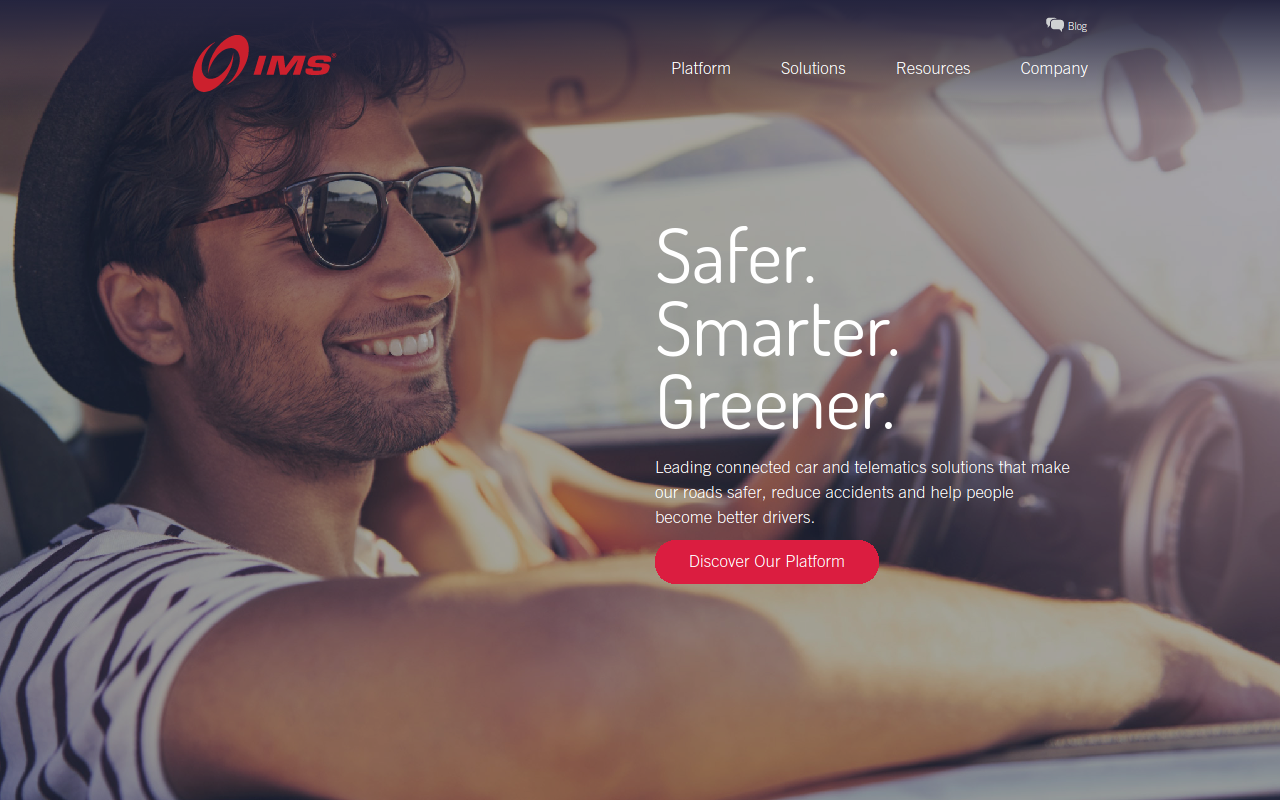 Blog
IMS
Platform
Solutions
Resources
Company
Safer.
Smarter.
Greener.
Leading connected car and telematics solutions that make
our roads safer, reduce accidents and help people
become better drivers.
Discover Our Platform